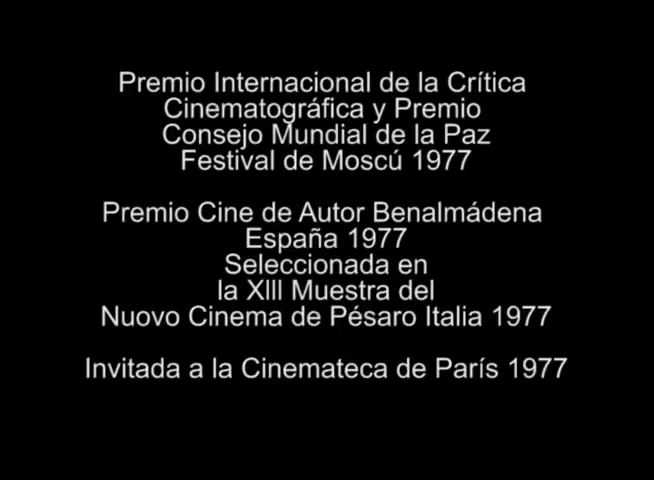 Premio Internacional de la Crítica
Cinematográfica y Premio
Consejo Mundial de la Paz
Festival de Moscú 1977
Premio Cine de Autor Benalmádena
España 1977
Seleccionada en
la XIII Muestra del
Nuovo Cinema de Pésaro Italia 1977
Invitada a la Cinemateca de París 1977